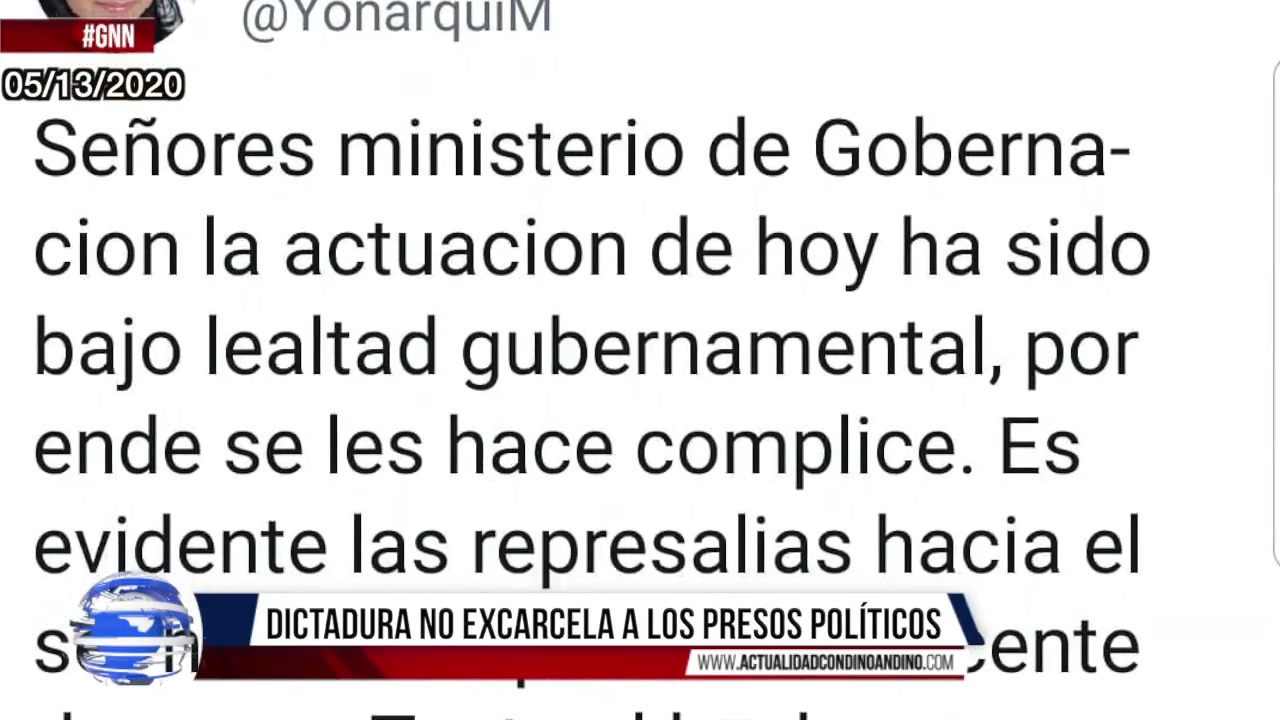 @YonarquiM
#GNN
05/13/2020
Señores ministerio de Goberna-
cion la actuacion de hoy ha sido
bajo lealtad gubernamental, por
ende se les hace complice. Es
evidente las represalias hacia el
DICTADURA NO EXCARCELA A LOS PRESOS POLÍTICOS
WWW.ACTUALIDADCONDINOANDINO.COM